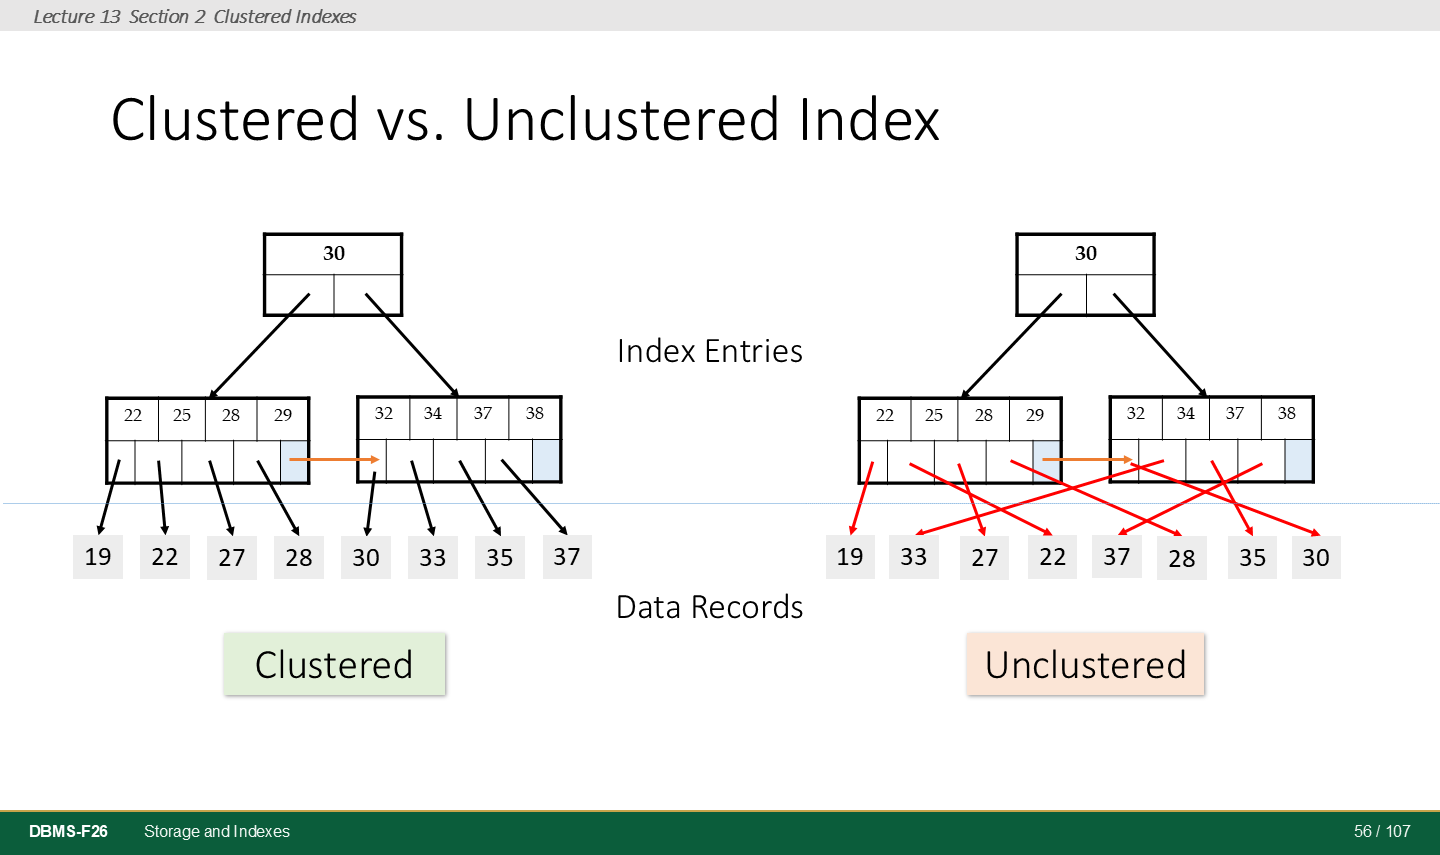 Lecture 13 Section 2 Clustered Indexes
Clustered vs. Unclustered Index
30
30
Index Entries
22 25 28 29
32 34 37 38
22 25 28 29
32 34 37 38
19 22 27 28 30 33 35 37
19 33 27 22 37 28 35 30
Data Records
Clustered
Unclustered
DBMS-F26 Storage and Indexes 56 / 107